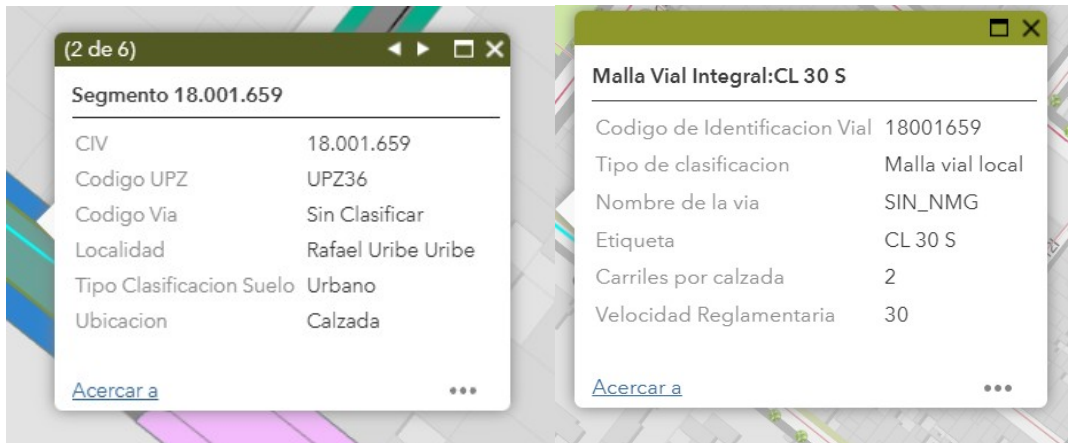 (2 de 6)
Segmento 18.001.659
CIV 18.001.659
Codigo UPZ UPZ36
Codigo Via Sin Clasificar
Localidad Rafael Uribe Uribe
Tipo Clasificacion Suelo Urbano
Ubicacion Calzada
Acercar a
Malla Vial Integral:CL 30 S
Codigo de Identificacion Vial 18001659
Tipo de clasificacion Malla vial local
Nombre de la via SIN_NMG
Etiqueta CL 30 S
Carriles por calzada 2
Velocidad Reglamentaria 30
Acercar a